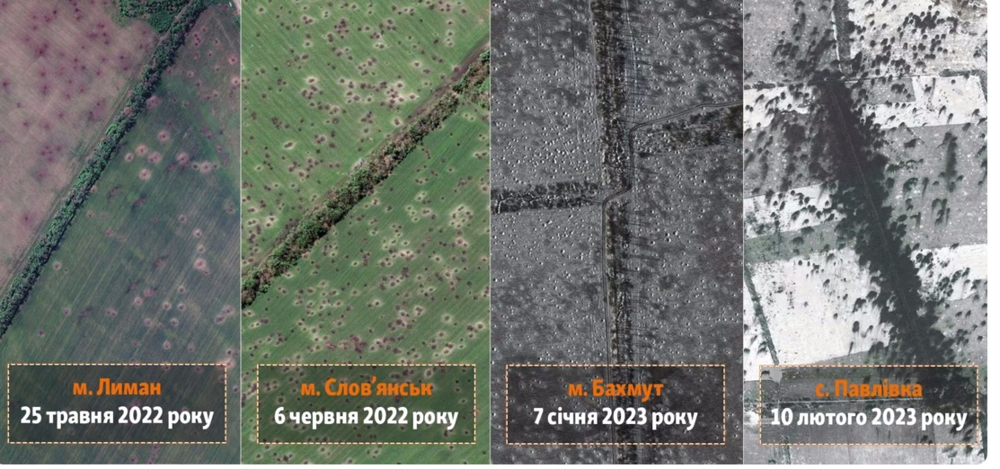 м. Лиман
25 травня 2022 року
м. Слов’янськ
6 червня 2022 року
м. Бахмут
7 січня 2023 року
с. Павлівка
10 лютого 2023 року